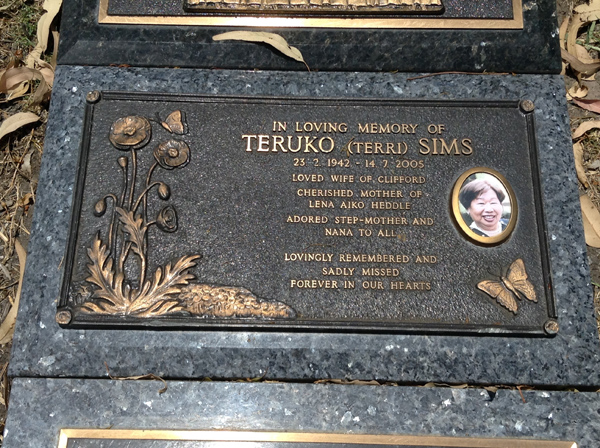 IN LOVING MEMORY OF
TERUKO (TERRI) SIMS
23·2·1942 - 14·7·2005
LOVED WIFE OF CLIFFORD
CHERISHED MOTHER OF
LENA AIKO HEDDLE
ADORED STEP-MOTHER AND
NANA TO ALL
LOVINGLY REMEMBERED AND
SADLY MISSED
FOREVER IN OUR HEARTS